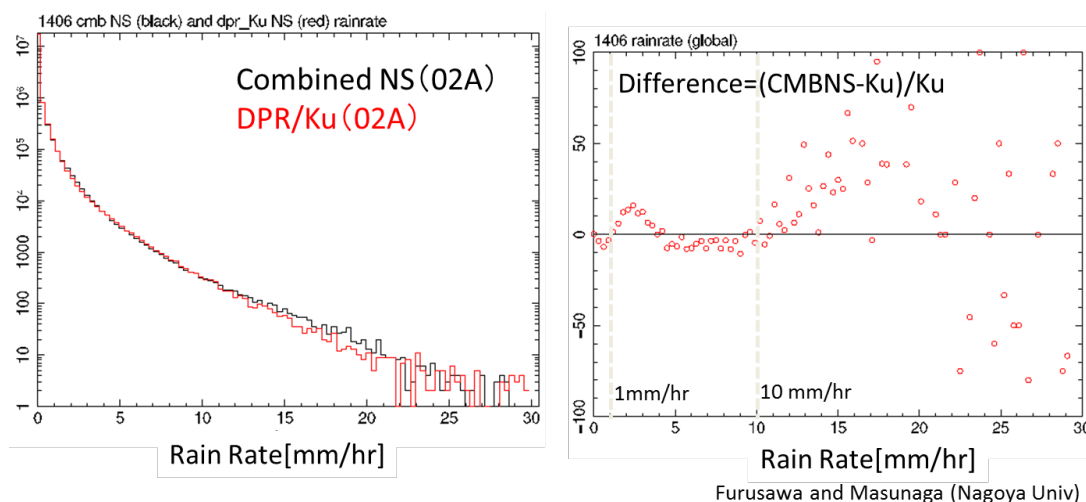 1406 cmb NS (black) and dpr_Ku NS (red) rainrate
Combined NS(02A)
DPR/Ku(02A)
10⁷
10⁶
10⁵
10⁴
1000
100
10
1
0 5 10 15 20 25 30
Rain Rate[mm/hr]
1406 rainrate (global)
Difference=(CMBNS-Ku)/Ku
100
50
0
-50
-100
1mm/hr
10 mm/hr
0 5 10 15 20 25 30
Rain Rate[mm/hr]
Furusawa and Masunaga (Nagoya Univ)